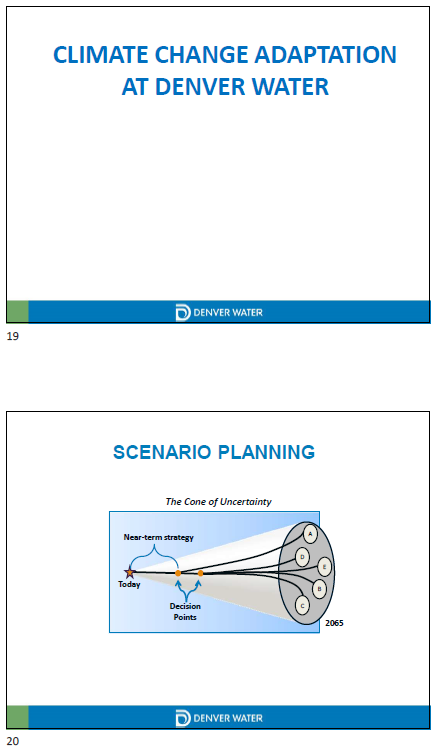 CLIMATE CHANGE ADAPTATION
AT DENVER WATER
DENVER WATER
19
SCENARIO PLANNING
The Cone of Uncertainty
Near-term strategy
A
D
E
Today
B
Decision
Points
C
2065
DENVER WATER
20